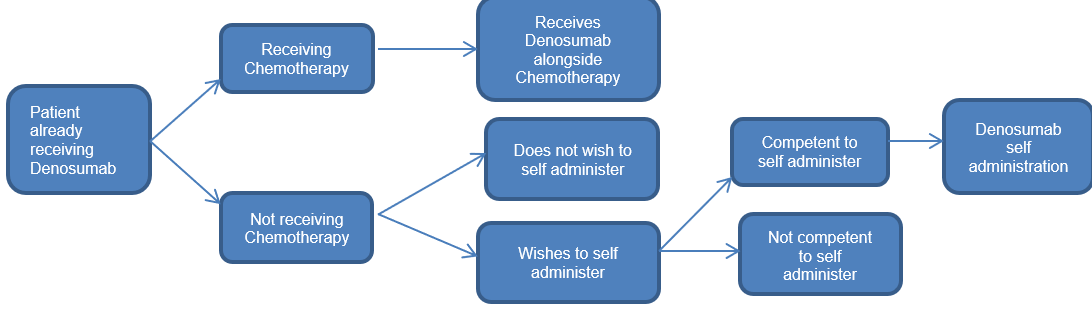 Patient
already
receiving
Denosumab
Receiving
Chemotherapy
Receives
Denosumab
alongside
Chemotherapy
Not receiving
Chemotherapy
Does not wish to
self administer
Wishes to self
administer
Competent to
self administer
Not competent
to self
administer
Denosumab
self
administration